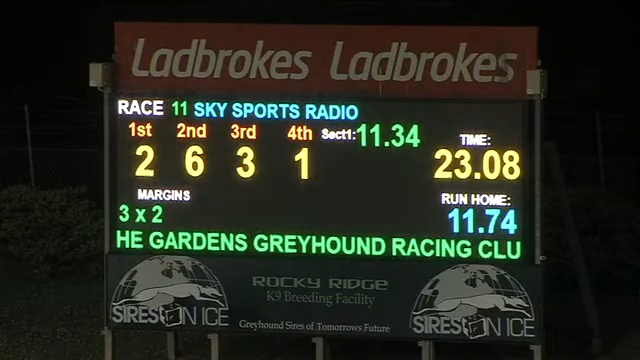 Ladbrokes Ladbrokes
RACE 11 SKY SPORTS RADIO
1st 2nd 3rd 4th Sect1: 11.34 TIME:
2 6 3 1 23.08
MARGINS RUN HOME:
3 x 2 11.74
HE GARDENS GREYHOUND RACING CLU
ROCKY RIDGE
K9 Breeding Facility
SIRES ON ICE SIRES ON ICE
Greyhound Sires of Tomorrows Future